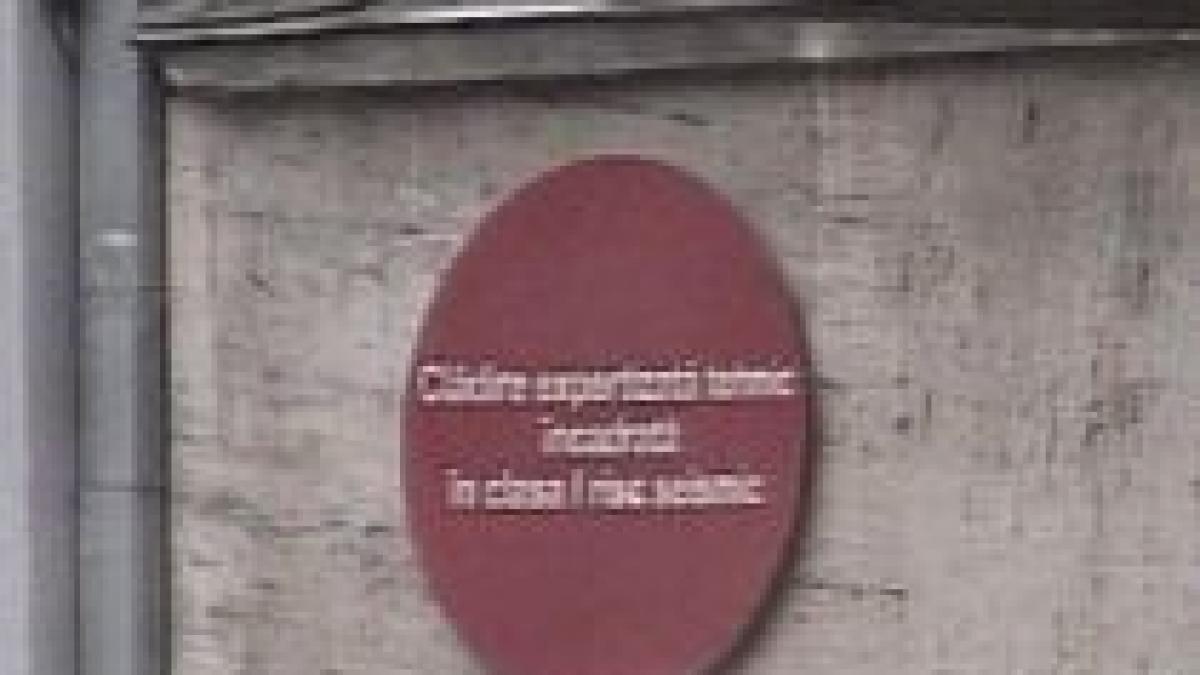 Clădire expertizată tehnic
încadrată
în clasa I risc seismic